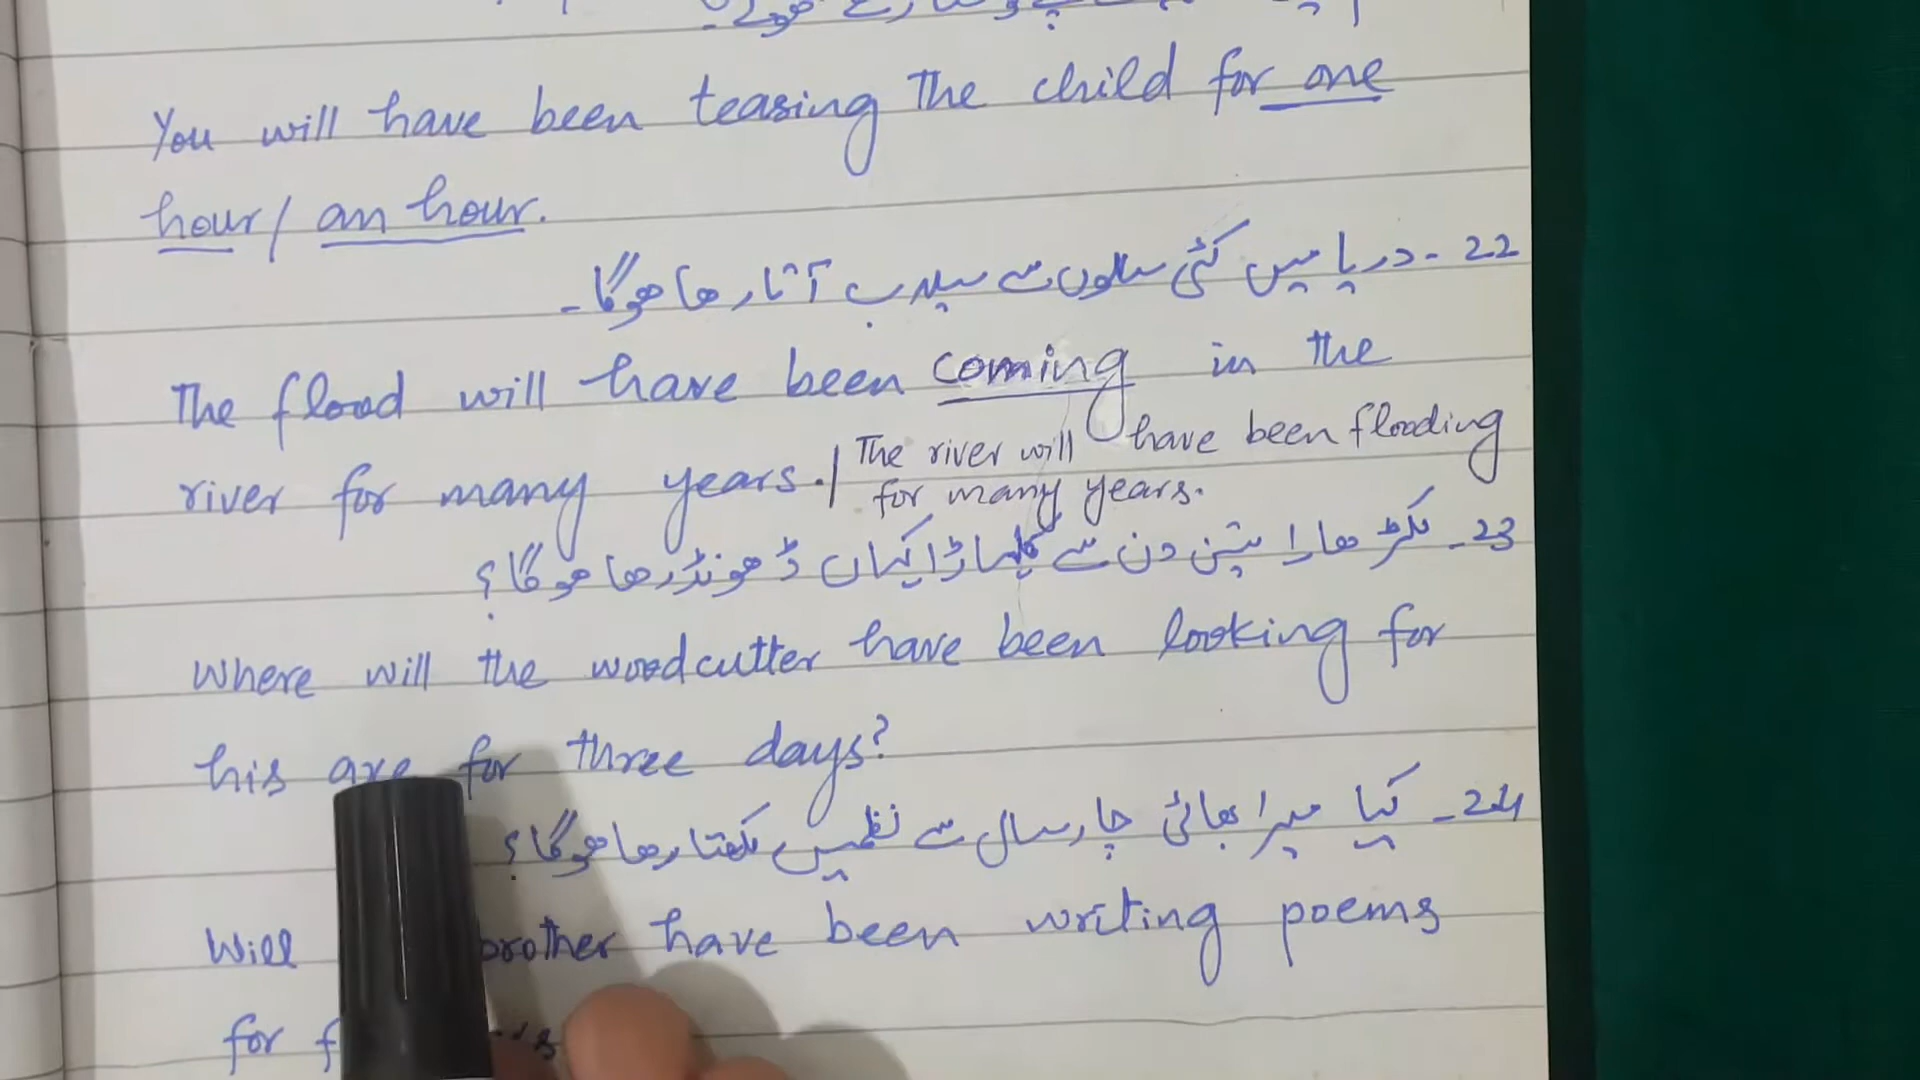 You will have been teasing the child for one
hour/ an hour.
22- دریا میں کئی سالوں سے سیلاب آتا رہا ہوگا۔
The flood will have been coming in the
river for many years./ The river will have been flooding
for many years.
23- لکڑہارا تین دن سے کلہاڑا کہاں ڈھونڈ رہا ہوگا؟
Where will the woodcutter have been looking for
his axe for three days?
24- کیا میرا بھائی چار سال سے نظمیں لکھتا رہا ہوگا؟
Will brother have been writing poems
for